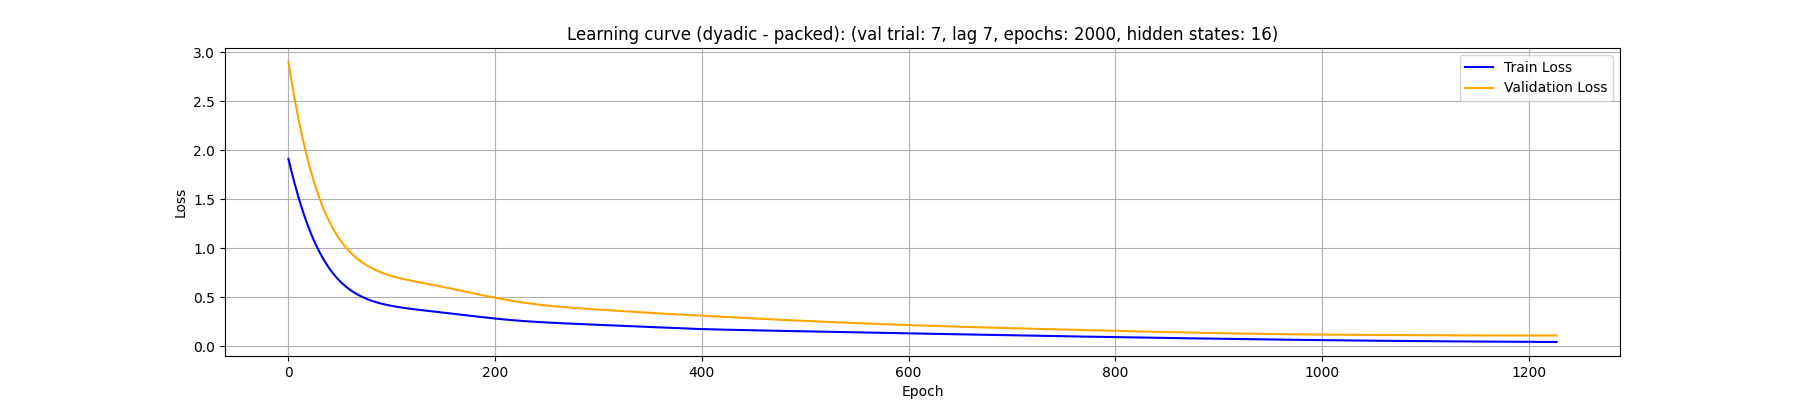 Learning curve (dyadic - packed): (val trial: 7, lag 7, epochs: 2000, hidden states: 16)
3.0
2.5
2.0
1.5
1.0
0.5
0.0
Loss
Train Loss
Validation Loss
0 200 400 600 800 1000 1200
Epoch